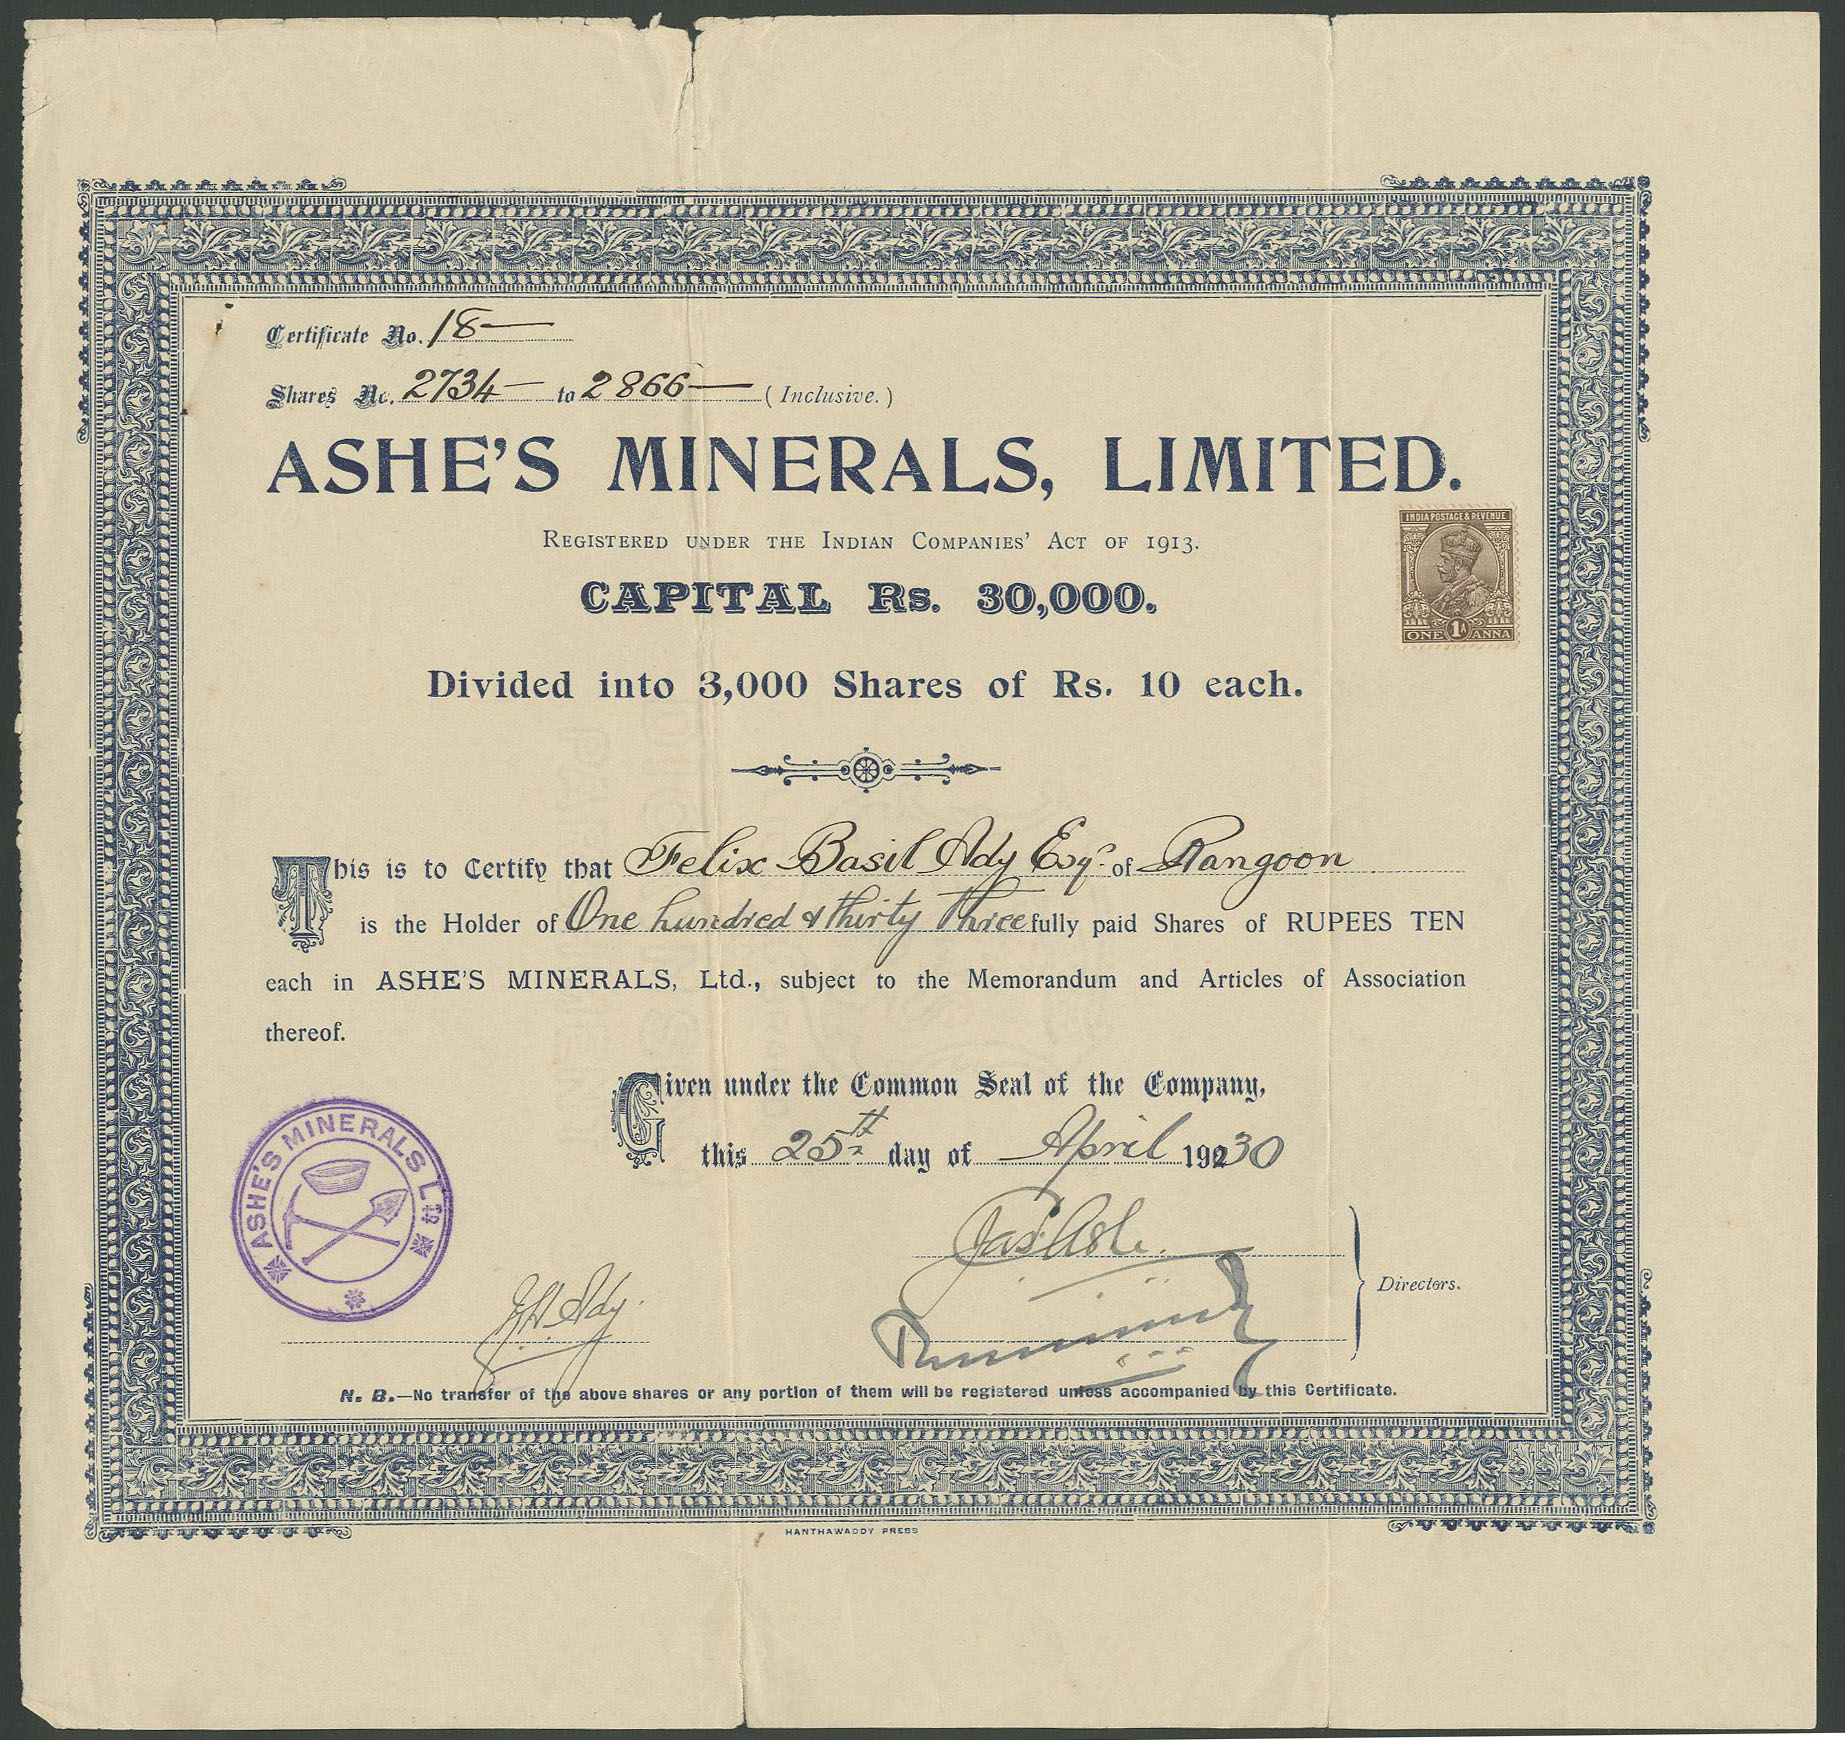 Certificate No. 18—
Shares No. 2734— to 2866— (Inclusive.)
ASHE'S MINERALS, LIMITED.
REGISTERED UNDER THE INDIAN COMPANIES' ACT OF 1913.
INDIA POSTAGE & REVENUE
1A
ONE ANNA
CAPITAL Rs. 30,000.
Divided into 3,000 Shares of Rs. 10 each.
This is to Certify that Felix Basil Ady Esqr. of Rangoon
is the Holder of One hundred & thirty three fully paid Shares of RUPEES TEN
each in ASHE'S MINERALS, Ltd., subject to the Memorandum and Articles of Association
thereof.
Given under the Common Seal of the Company,
this 25th day of April 1930
ASHE'S MINERALS LTD
Jas. Ashe.
Directors.
Ady.
N. B.—No transfer of the above shares or any portion of them will be registered unless accompanied by this Certificate.
HANTHAWADDY PRESS